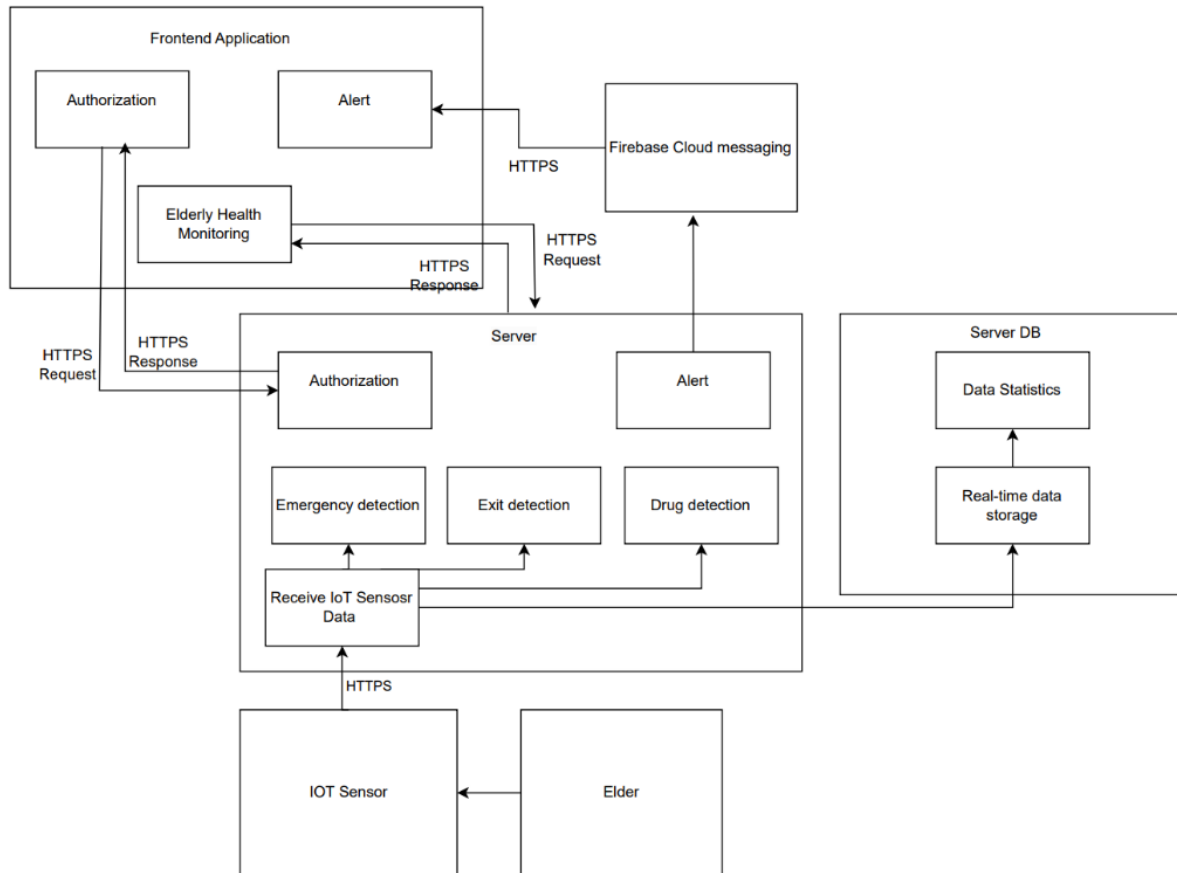 Frontend Application
Authorization
Alert
Firebase Cloud messaging
HTTPS
Elderly Health
Monitoring
HTTPS
Request
HTTPS
Response
Server
Server DB
HTTPS
Request
HTTPS
Response
Authorization
Alert
Data Statistics
Emergency detection
Exit detection
Drug detection
Real-time data
storage
Receive IoT Sensosr
Data
HTTPS
IOT Sensor
Elder